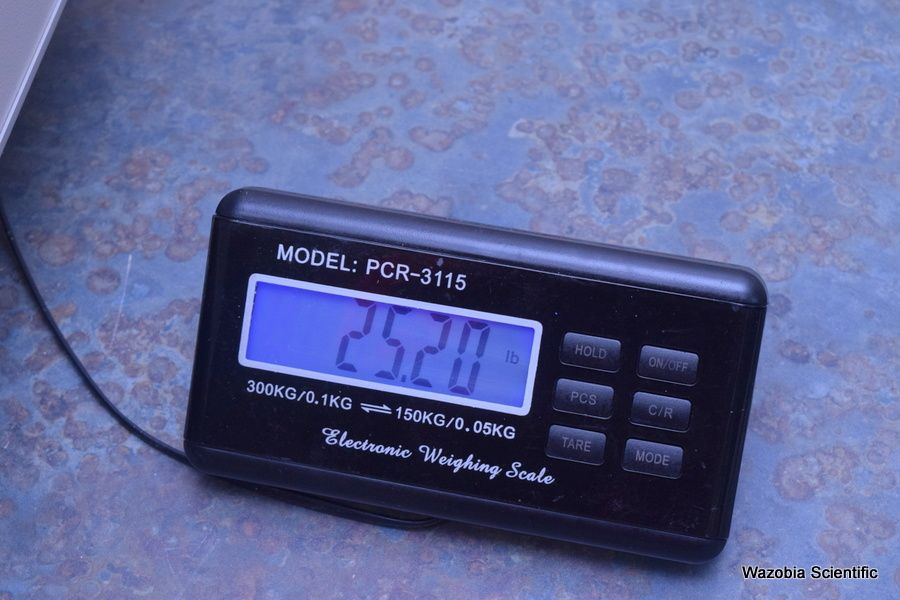 MODEL: PCR-3115
25.20 lb
300KG/0.1KG ⇌ 150KG/0.05KG
Electronic Weighing Scale
HOLD ON/OFF
PCS C/R
TARE MODE
Wazobia Scientific